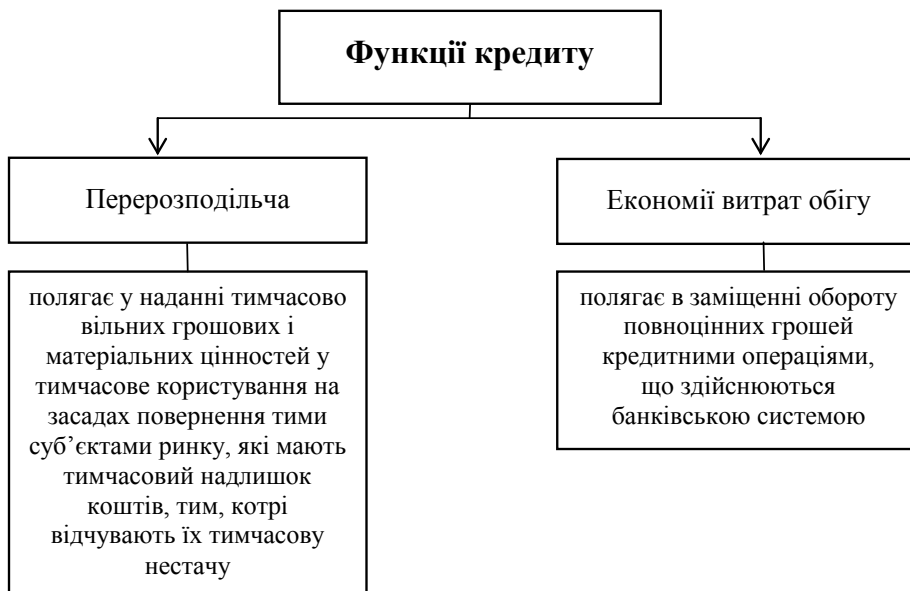 Функції кредиту
Перерозподільча
Економії витрат обігу
полягає у наданні тимчасово
вільних грошових і
матеріальних цінностей у
тимчасове користування на
засадах повернення тими
суб’єктами ринку, які мають
тимчасовий надлишок
коштів, тим, котрі
відчувають їх тимчасову
нестачу
полягає в заміщенні обороту
повноцінних грошей
кредитними операціями,
що здійснюються
банківською системою